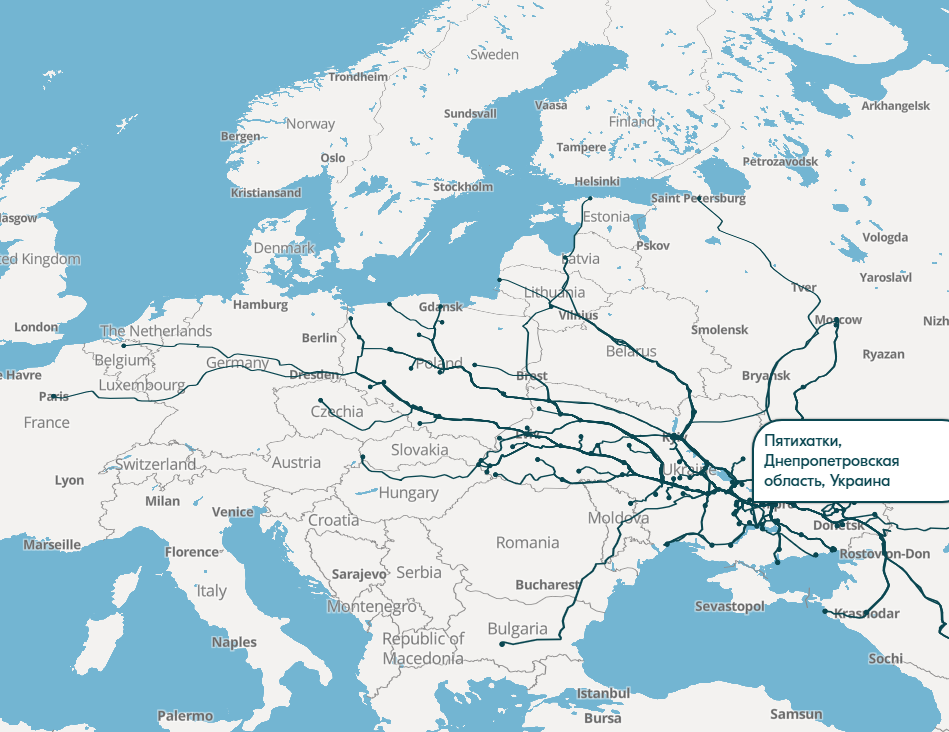 Sweden
Trondheim
Arkhangelsk
Vaasa
Sundsvall
Norway
Finland
Bergen
Tampere
Oslo
Petrozavodsk
Helsinki
Stockholm
Kristiansand
Saint Petersburg
asgow
Estonia
Vologda
Denmark
Pskov
ed Kingdom
Latvia
Yaroslavl
Tver
Lithuania
Hamburg
Gdansk
Vilnius
Moscow
Nizh
London
The Netherlands
Smolensk
Berlin
Belarus
Ryazan
Belgium
Germany
Poland
e Havre
Dresden
Brest
Bryansk
Luxembourg
Paris
Czechia
France
Lviv
Kyiv
Пятихатки,
Днепропетровская
область, Украина
Slovakia
Switzerland
Austria
Ukraine
Lyon
Hungary
Milan
Venice
Croatia
Moldova
Donetsk
Marseille
Florence
Romania
Rostov-on-Don
Sarajevo
Serbia
Bucharest
Italy
Montenegro
Sevastopol
Krasnodar
Bulgaria
Naples
Republic of
Macedonia
Sochi
Istanbul
Palermo
Bursa
Samsun